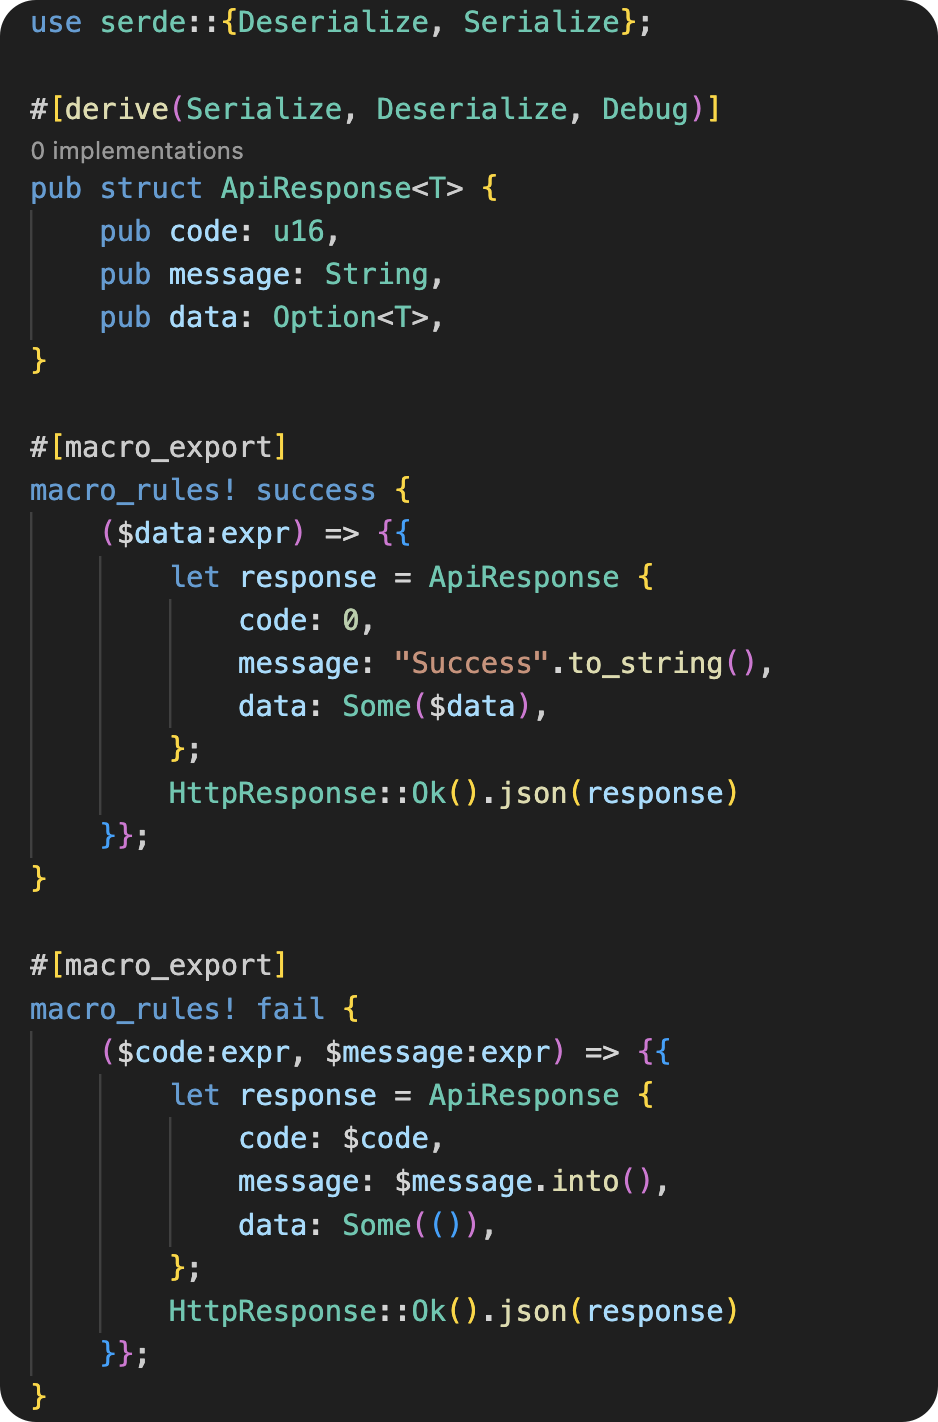 use serde::{Deserialize, Serialize};
#[derive(Serialize, Deserialize, Debug)]
0 implementations
pub struct ApiResponse<T> {
    pub code: u16,
    pub message: String,
    pub data: Option<T>,
}
#[macro_export]
macro_rules! success {
    ($data:expr) => {{
        let response = ApiResponse {
            code: 0,
            message: "Success".to_string(),
            data: Some($data),
        };
        HttpResponse::Ok().json(response)
    }};
}
#[macro_export]
macro_rules! fail {
    ($code:expr, $message:expr) => {{
        let response = ApiResponse {
            code: $code,
            message: $message.into(),
            data: Some(()),
        };
        HttpResponse::Ok().json(response)
    }};
}